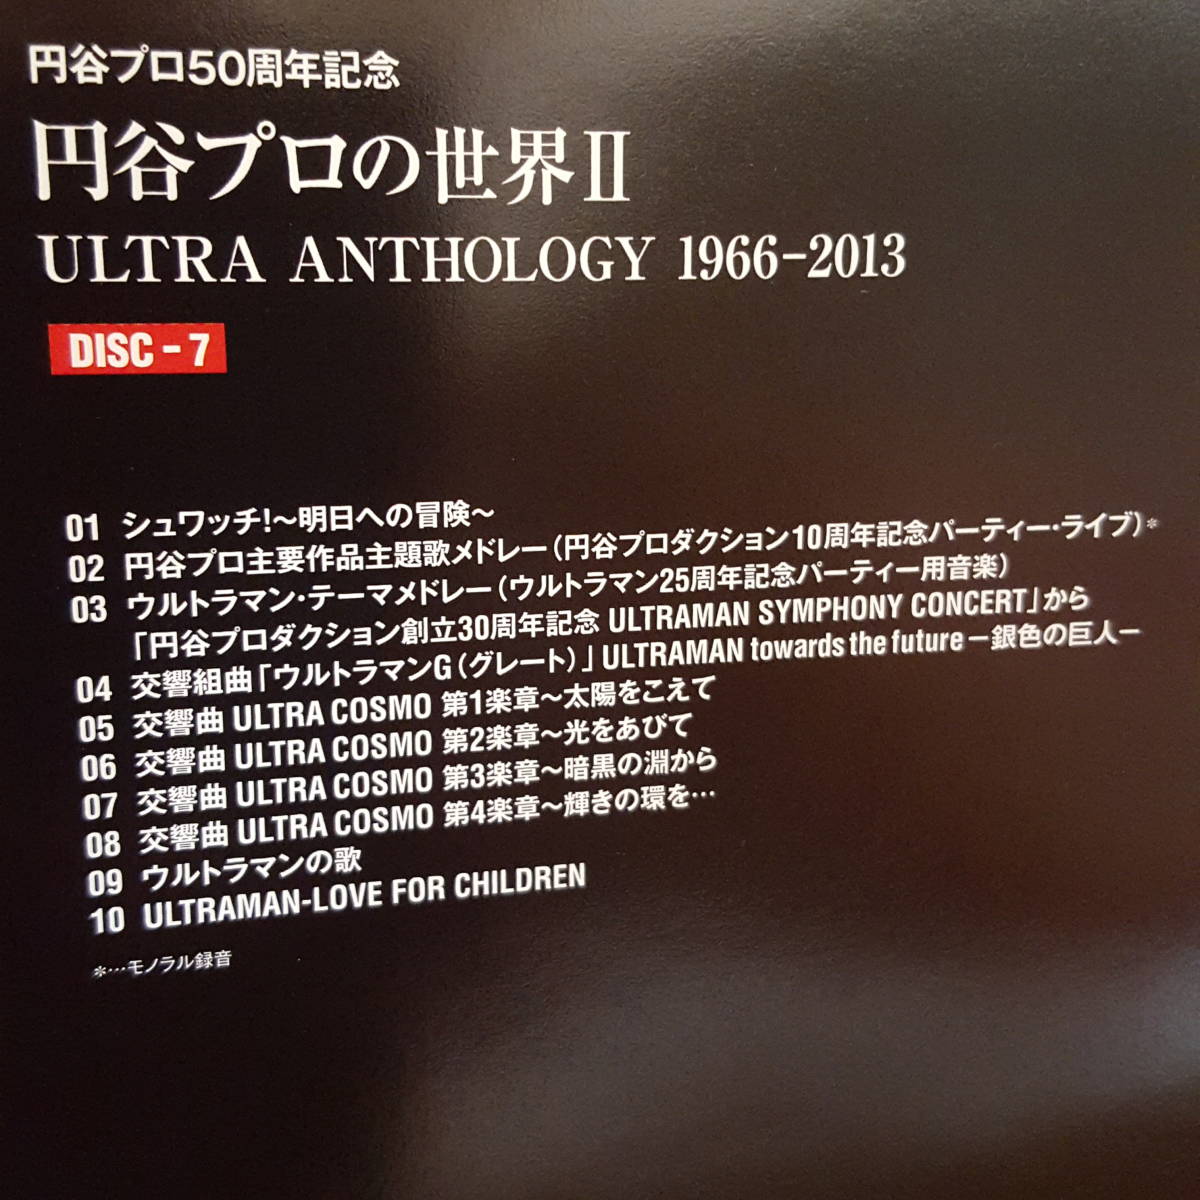 円谷プロ50周年記念
円谷プロの世界Ⅱ
ULTRA ANTHOLOGY 1966-2013
DISC-7
01 シュワッチ!～明日への冒険～
02 円谷プロ主要作品主題歌メドレー(円谷プロダクション10周年記念パーティー・ライブ)*
03 ウルトラマン・テーマメドレー(ウルトラマン25周年記念パーティー用音楽)
「円谷プロダクション創立30周年記念 ULTRAMAN SYMPHONY CONCERT」から
04 交響組曲「ウルトラマンG(グレート)」ULTRAMAN towards the future－銀色の巨人－
05 交響曲 ULTRA COSMO 第1楽章～太陽をこえて
06 交響曲 ULTRA COSMO 第2楽章～光をあびて
07 交響曲 ULTRA COSMO 第3楽章～暗黒の淵から
08 交響曲 ULTRA COSMO 第4楽章～輝きの環を…
09 ウルトラマンの歌
10 ULTRAMAN-LOVE FOR CHILDREN
*…モノラル録音